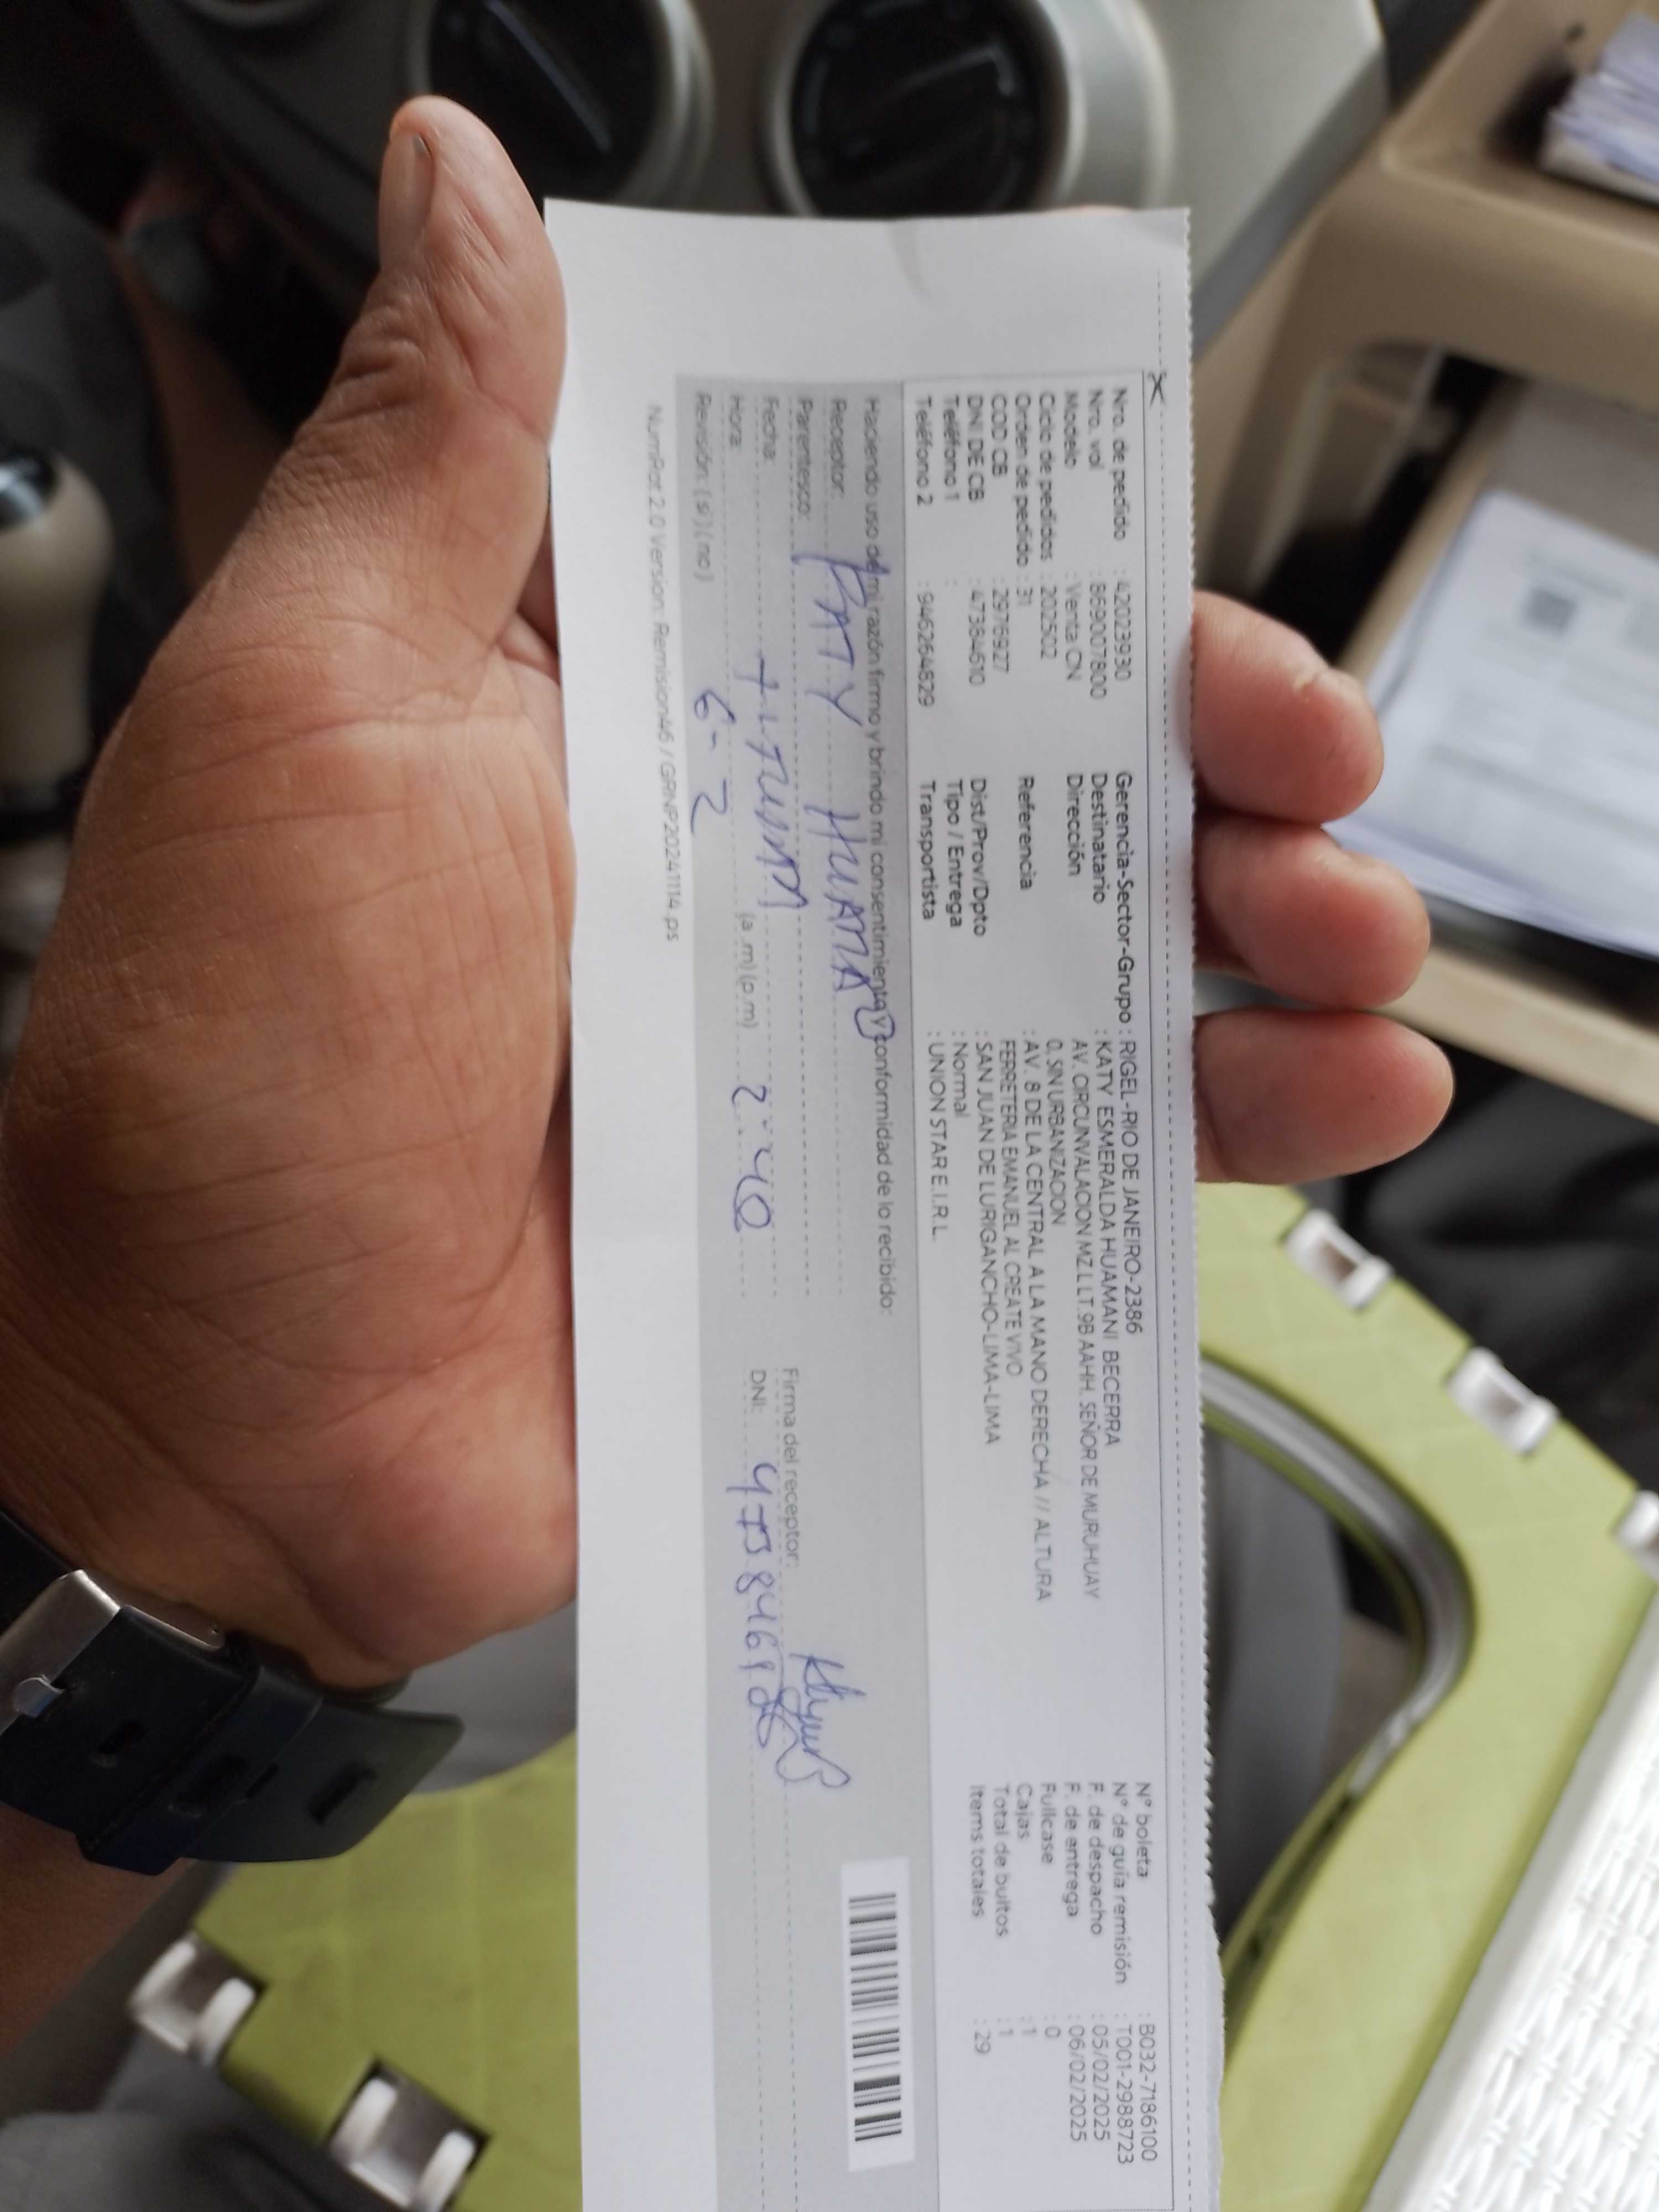 Nro. de pedido : 42023930
Nro. vol : 869007800
Modelo : Venta CN
Ciclo de pedidos : 202502
Orden de pedido : 31
COD CB : 2976927
DNI DE CB : 47384610
Teléfono 1 :
Teléfono 2 : 946264829
Gerencia-Sector-Grupo : RIGEL-RIO DE JANEIRO-2386
Destinatario : KATY ESMERALDA HUAMANI BECERRA
Dirección AV. CIRCUNVALACION MZ.L LT.9B AAHH. SEÑOR DE MURUHUAY
0, SIN URBANIZACION
Referencia : AV. 8 DE LA CENTRAL A LA MANO DERECHA // ALTURA
FERRETERIA EMANUEL AL CREATE VIVO
Dist/Prov/Dpto : SAN JUAN DE LURIGANCHO-LIMA-LIMA
Tipo / Entrega : Normal
Transportista : UNION STAR E.I.R.L.
N° boleta : B032-7186100
N° de guía remisión : T001-2988723
F. de despacho : 05/02/2025
F. de entrega : 06/02/2025
Fullcase : 0
Cajas : 1
Total de bultos : 1
Items totales : 29
Haciendo uso de mi razón firmo y brindo mi consentimiento y conformidad de lo recibido:
Receptor: HUAMA
Parentesco:
Fecha: 6-2
Hora: (a.m) (p.m) 2:40
Revisión: ( si ) ( no )
Firma del receptor:
DNI: 47384610
NumPat 2.0 Version: Remision46 / GRNP20241114.ps